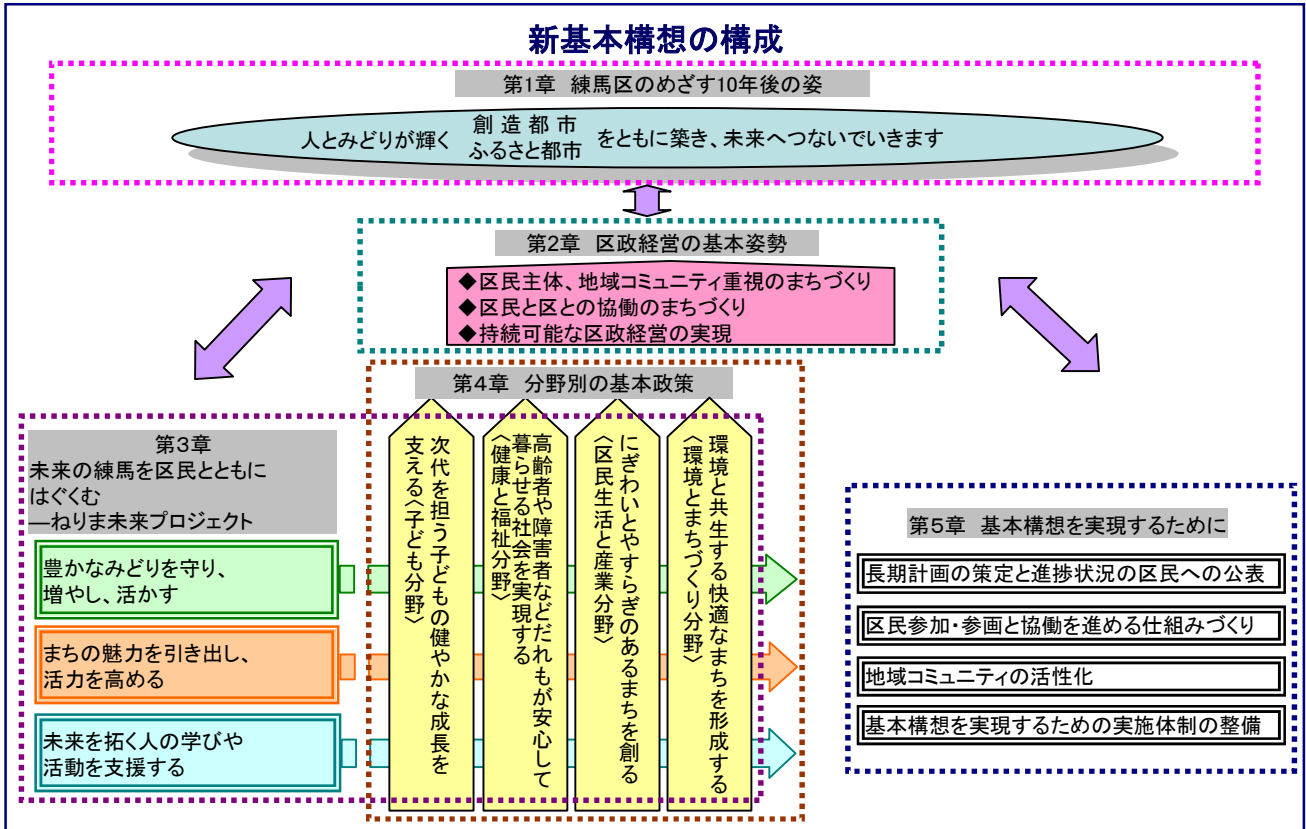 新基本構想の構成
第1章 練馬区のめざす10年後の姿
人とみどりが輝く 創造都市 ふるさと都市 をともに築き、未来へつないでいきます
第2章 区政経営の基本姿勢
◆区民主体、地域コミュニティ重視のまちづくり
◆区民と区との協働のまちづくり
◆持続可能な区政経営の実現
第3章
未来の練馬を区民とともに
はぐくむ
―ねりま未来プロジェクト
豊かなみどりを守り、
増やし、活かす
まちの魅力を引き出し、
活力を高める
未来を拓く人の学びや
活動を支援する
第4章 分野別の基本政策
次代を担う子どもの健やかな成長を
支える〈子ども分野〉
高齢者や障害者などだれもが安心して
暮らせる社会を実現する
〈健康と福祉分野〉
にぎわいとやすらぎのあるまちを創る
〈区民生活と産業分野〉
環境と共生する快適なまちを形成する
〈環境とまちづくり分野〉
第5章 基本構想を実現するために
長期計画の策定と進捗状況の区民への公表
区民参加・参画と協働を進める仕組みづくり
地域コミュニティの活性化
基本構想を実現するための実施体制の整備